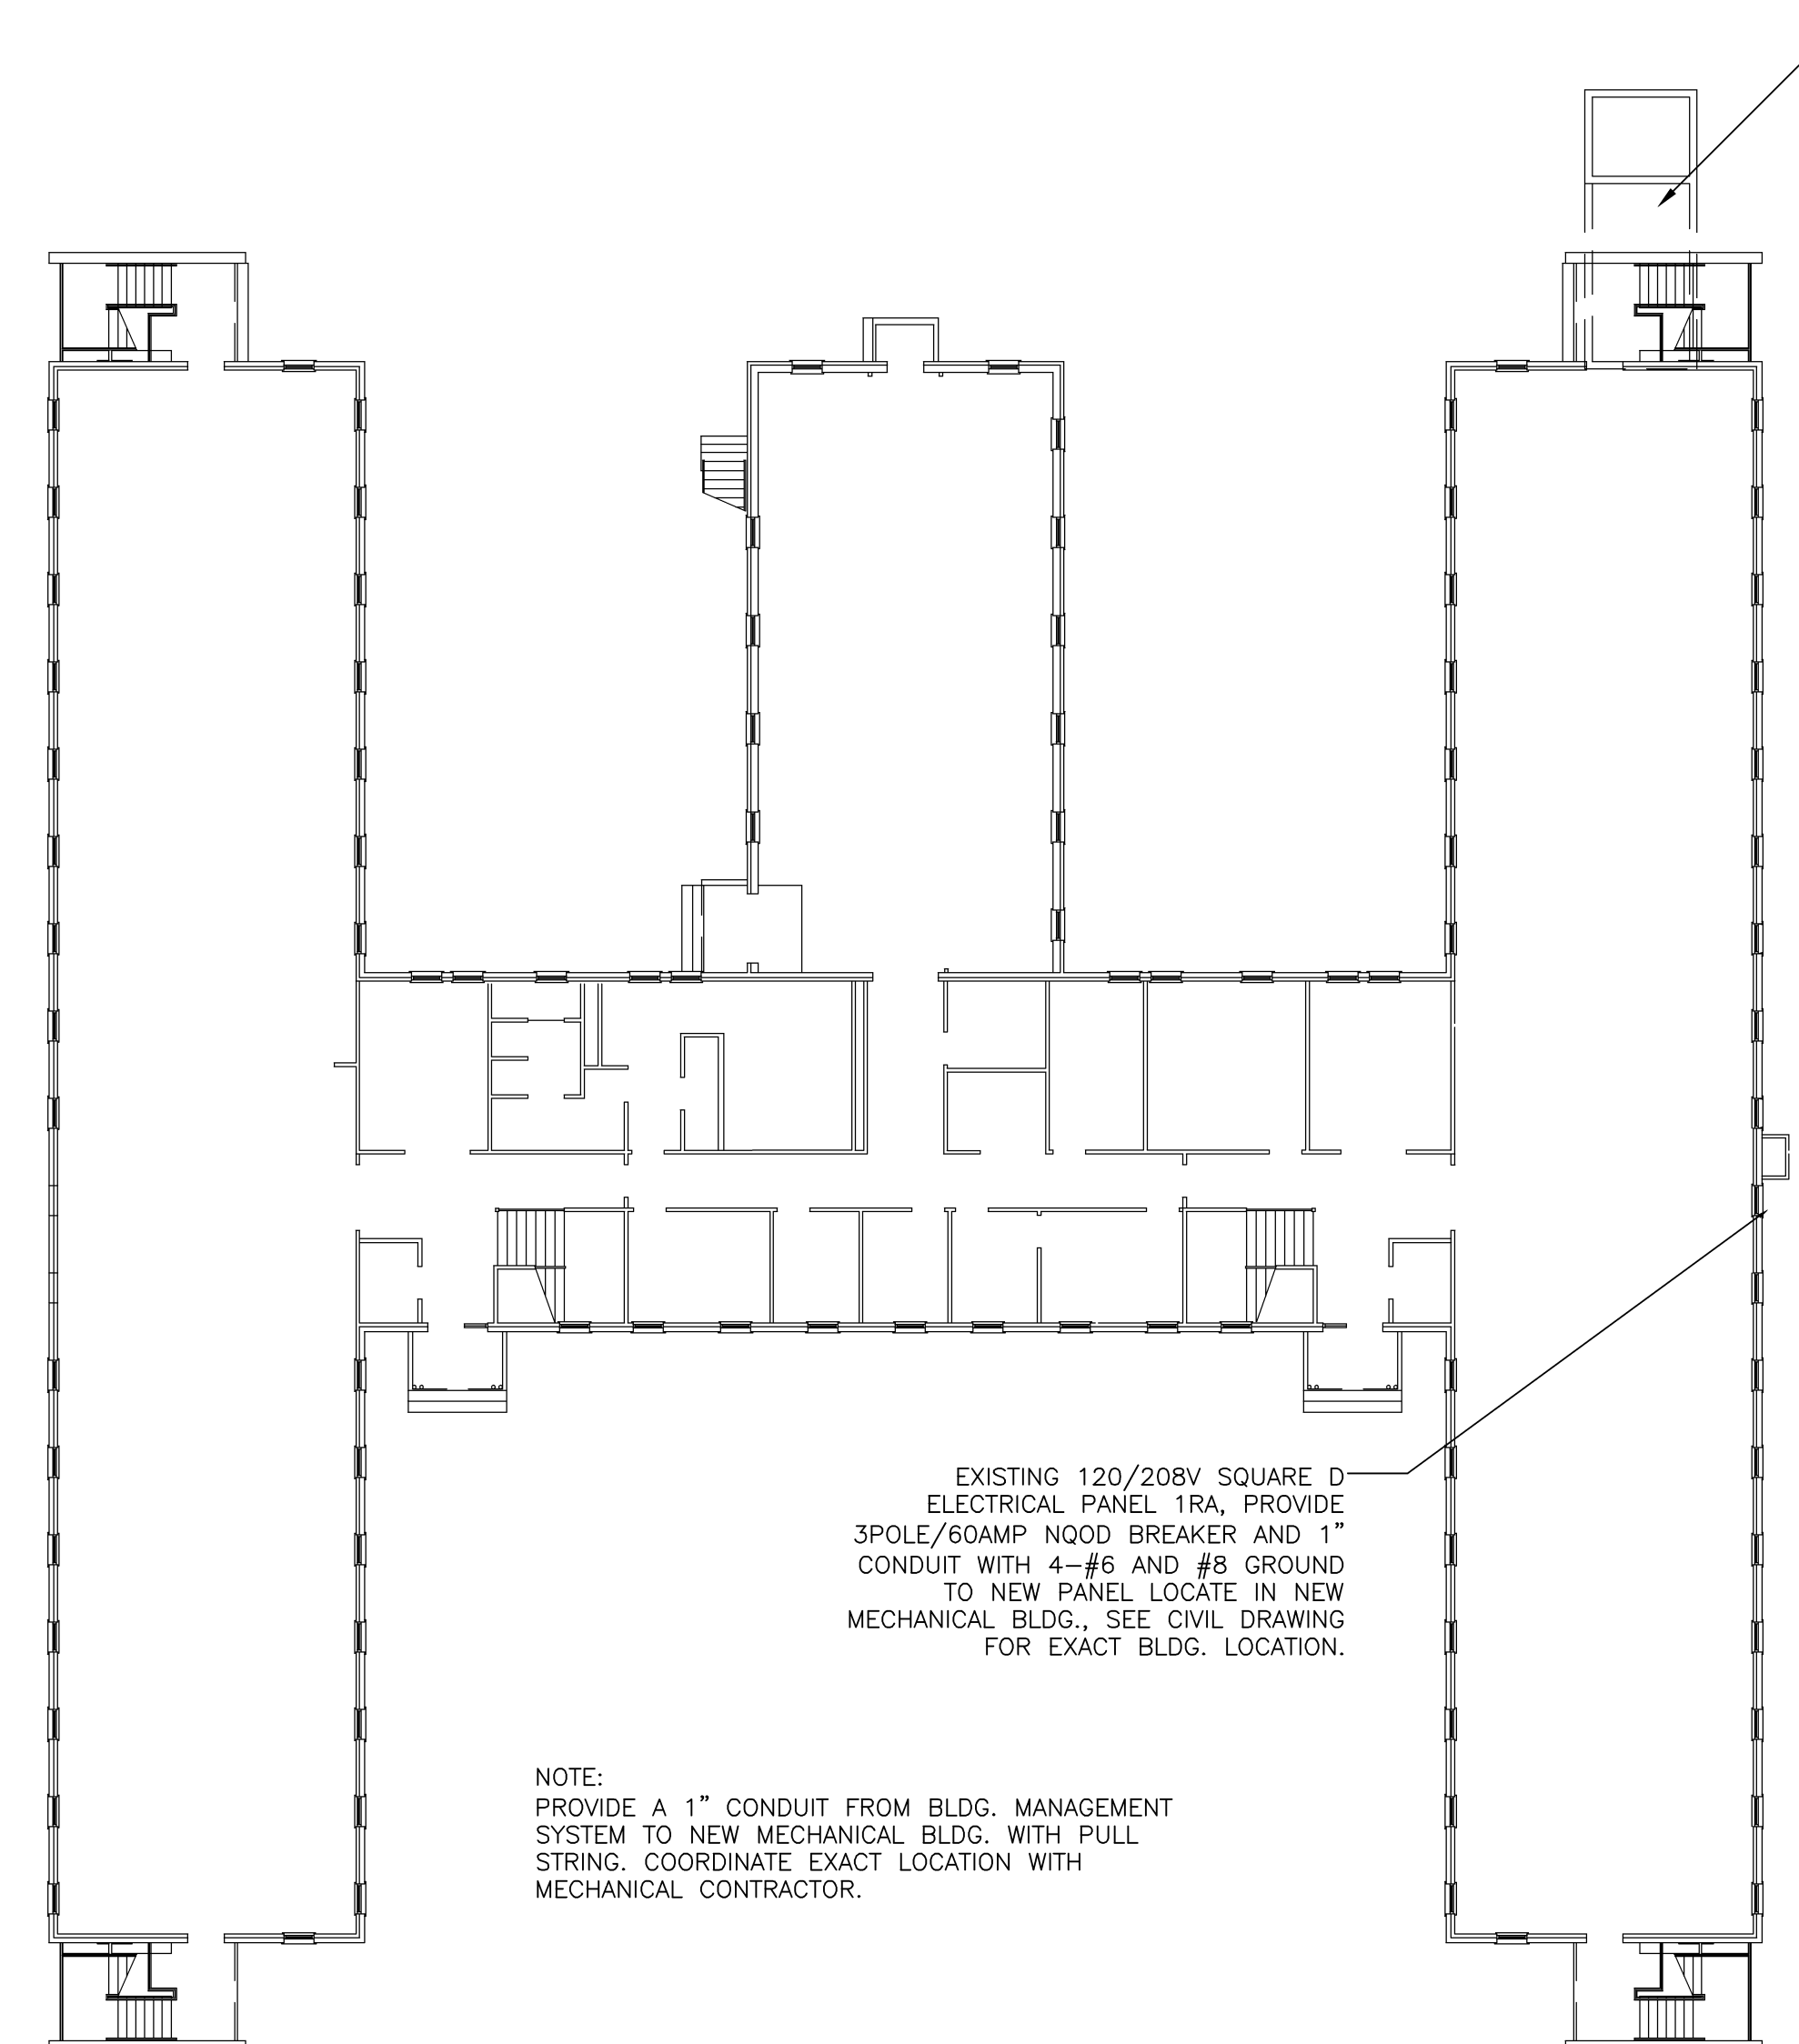 EXISTING 120/208V SQUARE D
ELECTRICAL PANEL 1RA, PROVIDE
3POLE/60AMP NQOD BREAKER AND 1”
CONDUIT WITH 4-#6 AND #8 GROUND
TO NEW PANEL LOCATE IN NEW
MECHANICAL BLDG., SEE CIVIL DRAWING
FOR EXACT BLDG. LOCATION.
NOTE:
PROVIDE A 1” CONDUIT FROM BLDG. MANAGEMENT
SYSTEM TO NEW MECHANICAL BLDG. WITH PULL
STRING. COORDINATE EXACT LOCATION WITH
MECHANICAL CONTRACTOR.